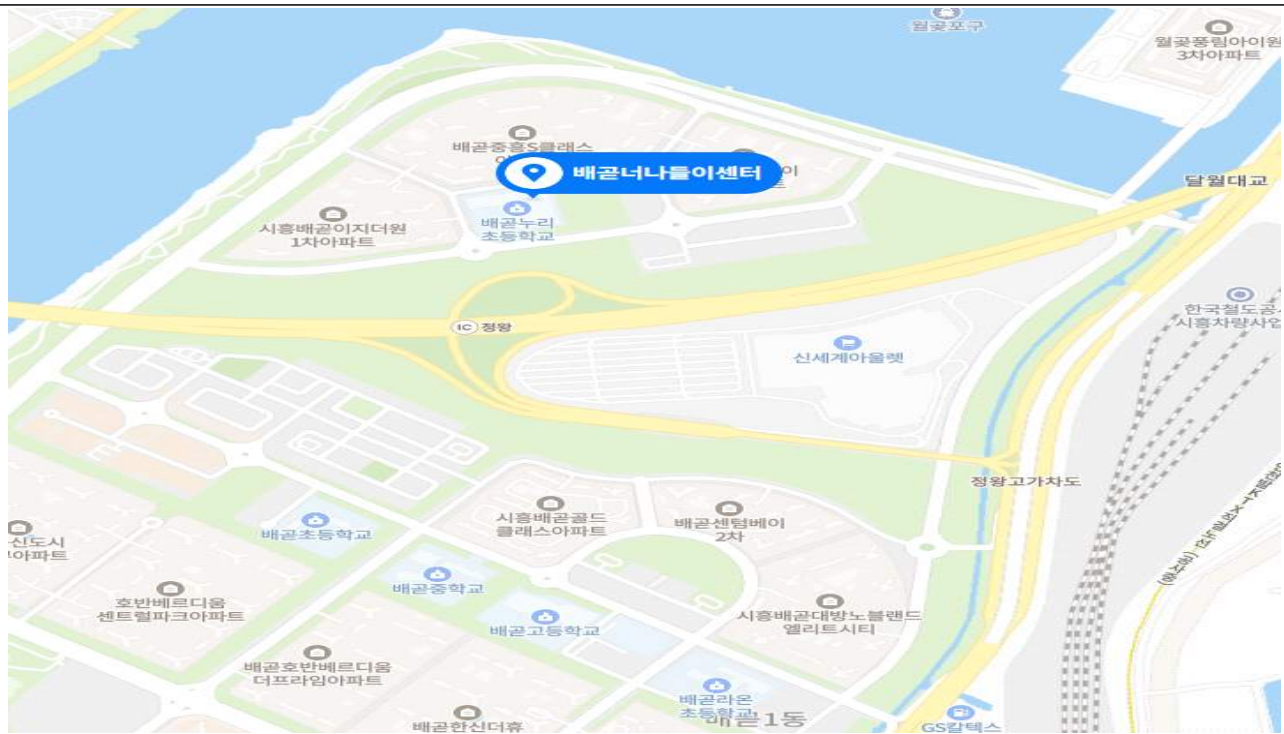 월곶포구
월곶풍림아이원
3차아파트
배곧중흥S클래스
배곧너나들이센터
달월대교
배곧누리
초등학교
시흥배곧이지더원
1차아파트
한국철도공
시흥차량사업
IC 정왕
신세계아울렛
정왕고가차도
시흥배곧골드
클래스아파트
배곧센텀베이
2차
배곧초등학교
신도시
아파트
배곧중학교
호반베르디움
센트럴파크아파트
시흥배곧대방노블랜드
엘리트시티
배곧고등학교
배곧호반베르디움
더프라임아파트
배곧라온
초등학교
배곧1동
배곧한신더휴
GS칼텍스